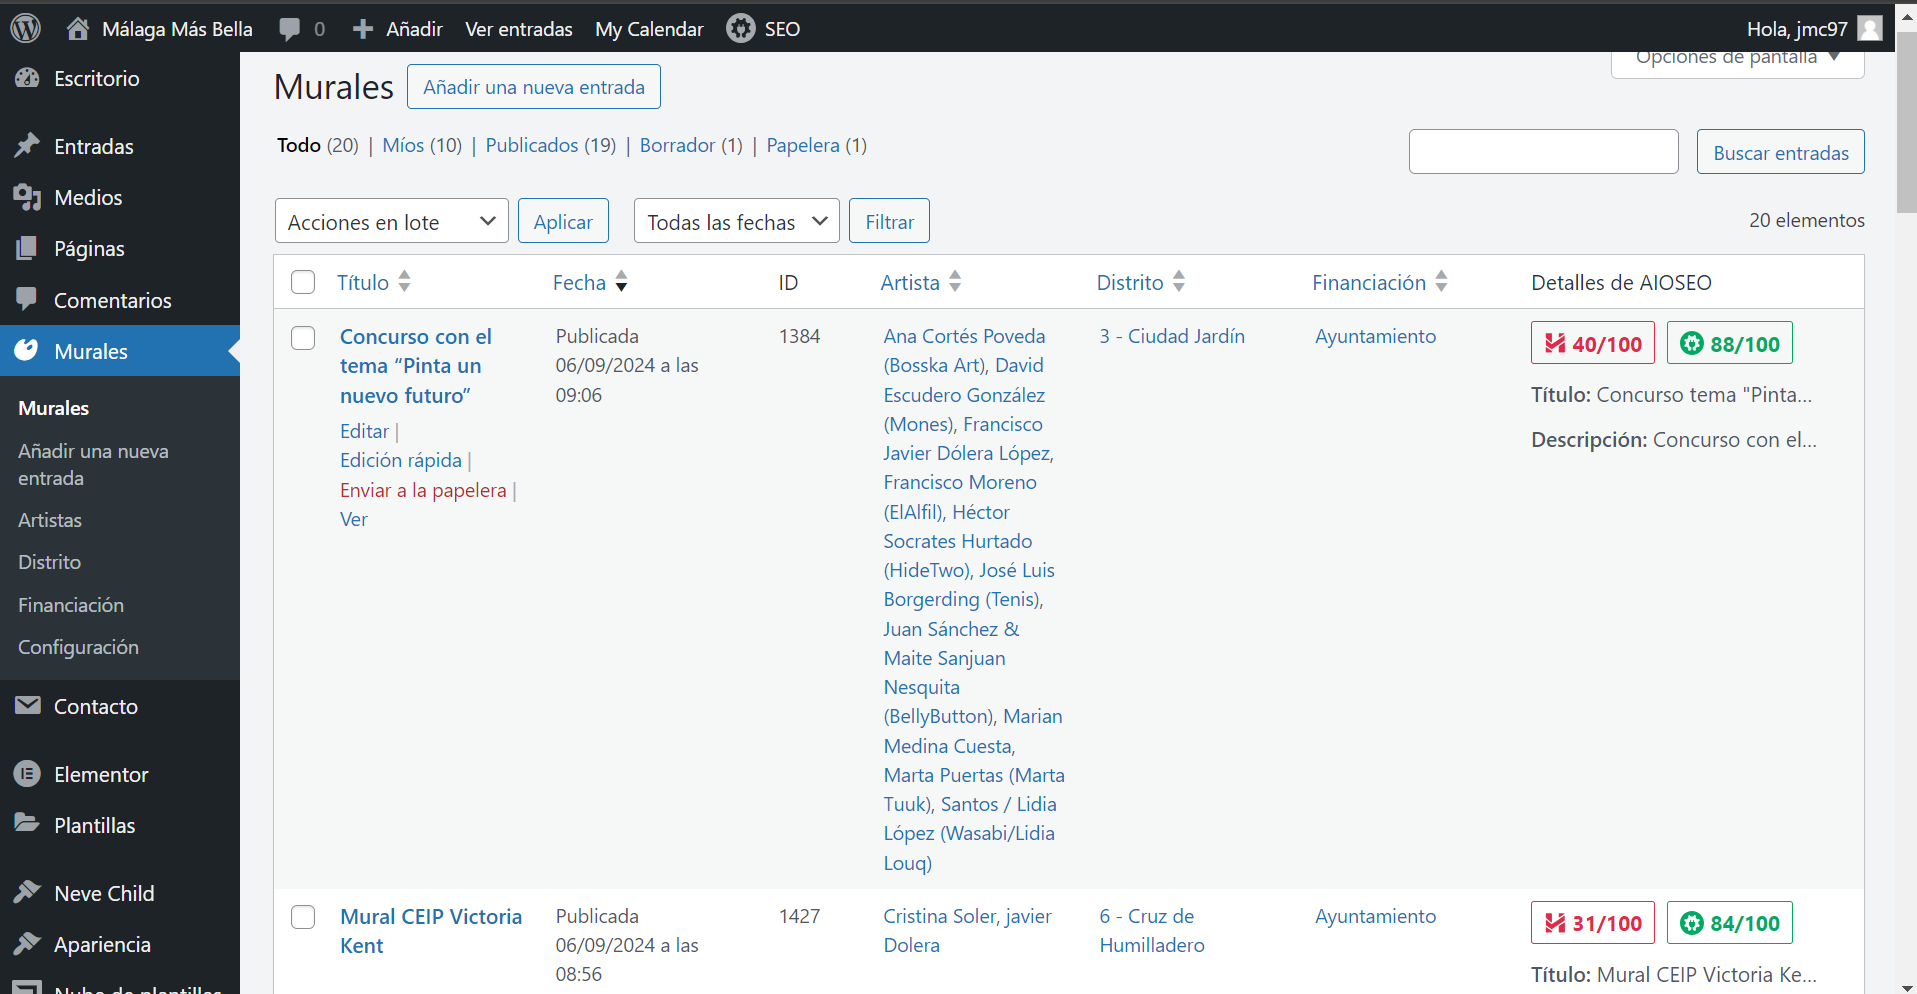 Málaga Más Bella
0
Añadir
Ver entradas
My Calendar
SEO
Hola, jmc97
Escritorio
Entradas
Medios
Páginas
Comentarios
Murales
Murales
Añadir una nueva
entrada
Artistas
Distrito
Financiación
Configuración
Contacto
Elementor
Plantillas
Neve Child
Apariencia
Nube de plantillas
Opciones de pantalla
Murales
Añadir una nueva entrada
Todo (20) | Míos (10) | Publicados (19) | Borrador (1) | Papelera (1)
Buscar entradas
Acciones en lote
Aplicar
Todas las fechas
Filtrar
20 elementos
Título
Fecha
ID
Artista
Distrito
Financiación
Detalles de AIOSEO
Concurso con el
tema “Pinta un
nuevo futuro”
Editar |
Edición rápida |
Enviar a la papelera |
Ver
Publicada
06/09/2024 a las
09:06
1384
Ana Cortés Poveda
(Bosska Art), David
Escudero González
(Mones), Francisco
Javier Dólera López,
Francisco Moreno
(ElAlfil), Héctor
Socrates Hurtado
(HideTwo), José Luis
Borgerding (Tenis),
Juan Sánchez &
Maite Sanjuan
Nesquita
(BellyButton), Marian
Medina Cuesta,
Marta Puertas (Marta
Tuuk), Santos / Lidia
López (Wasabi/Lidia
Louq)
3 - Ciudad Jardín
Ayuntamiento
40/100
88/100
Título: Concurso tema "Pinta...
Descripción: Concurso con el...
Mural CEIP Victoria
Kent
Publicada
06/09/2024 a las
08:56
1427
Cristina Soler, javier
Dolera
6 - Cruz de
Humilladero
Ayuntamiento
31/100
84/100
Título: Mural CEIP Victoria Ke...